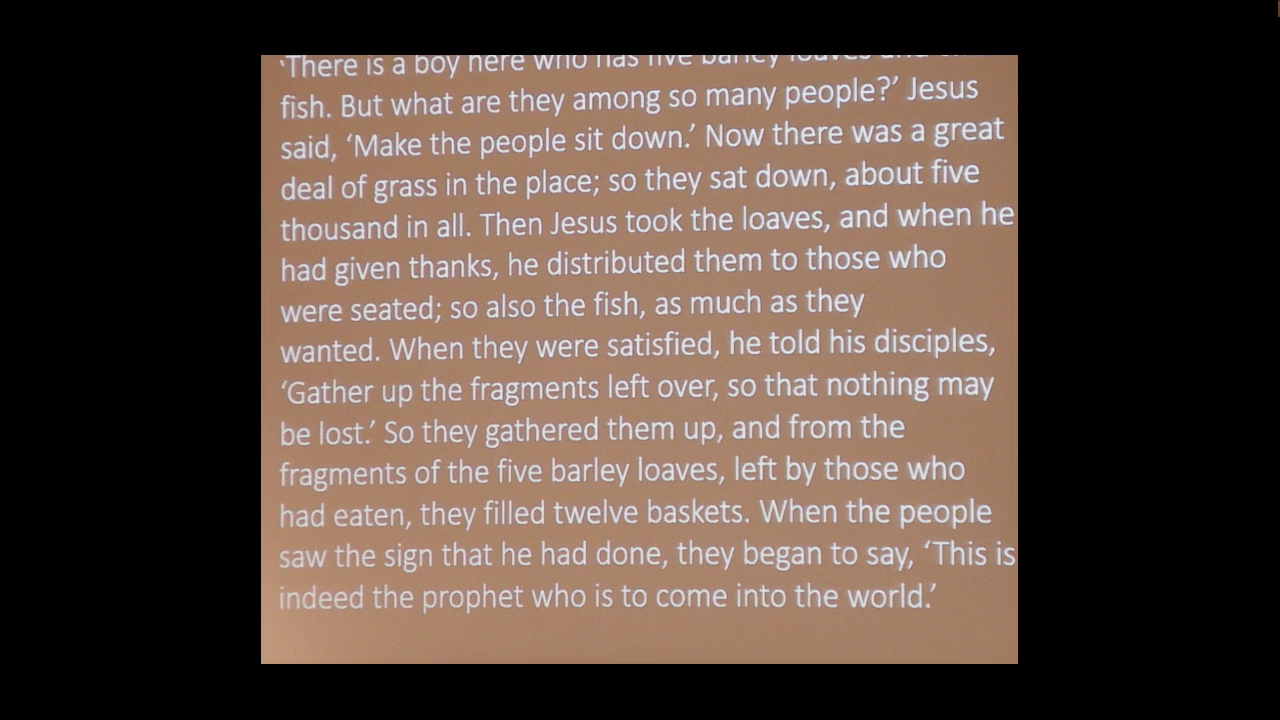 ‘There is a boy here who has five barley loaves and
fish. But what are they among so many people?’ Jesus
said, ‘Make the people sit down.’ Now there was a great
deal of grass in the place; so they sat down, about five
thousand in all. Then Jesus took the loaves, and when he
had given thanks, he distributed them to those who
were seated; so also the fish, as much as they
wanted. When they were satisfied, he told his disciples,
‘Gather up the fragments left over, so that nothing may
be lost.’ So they gathered them up, and from the
fragments of the five barley loaves, left by those who
had eaten, they filled twelve baskets. When the people
saw the sign that he had done, they began to say, ‘This is
indeed the prophet who is to come into the world.’